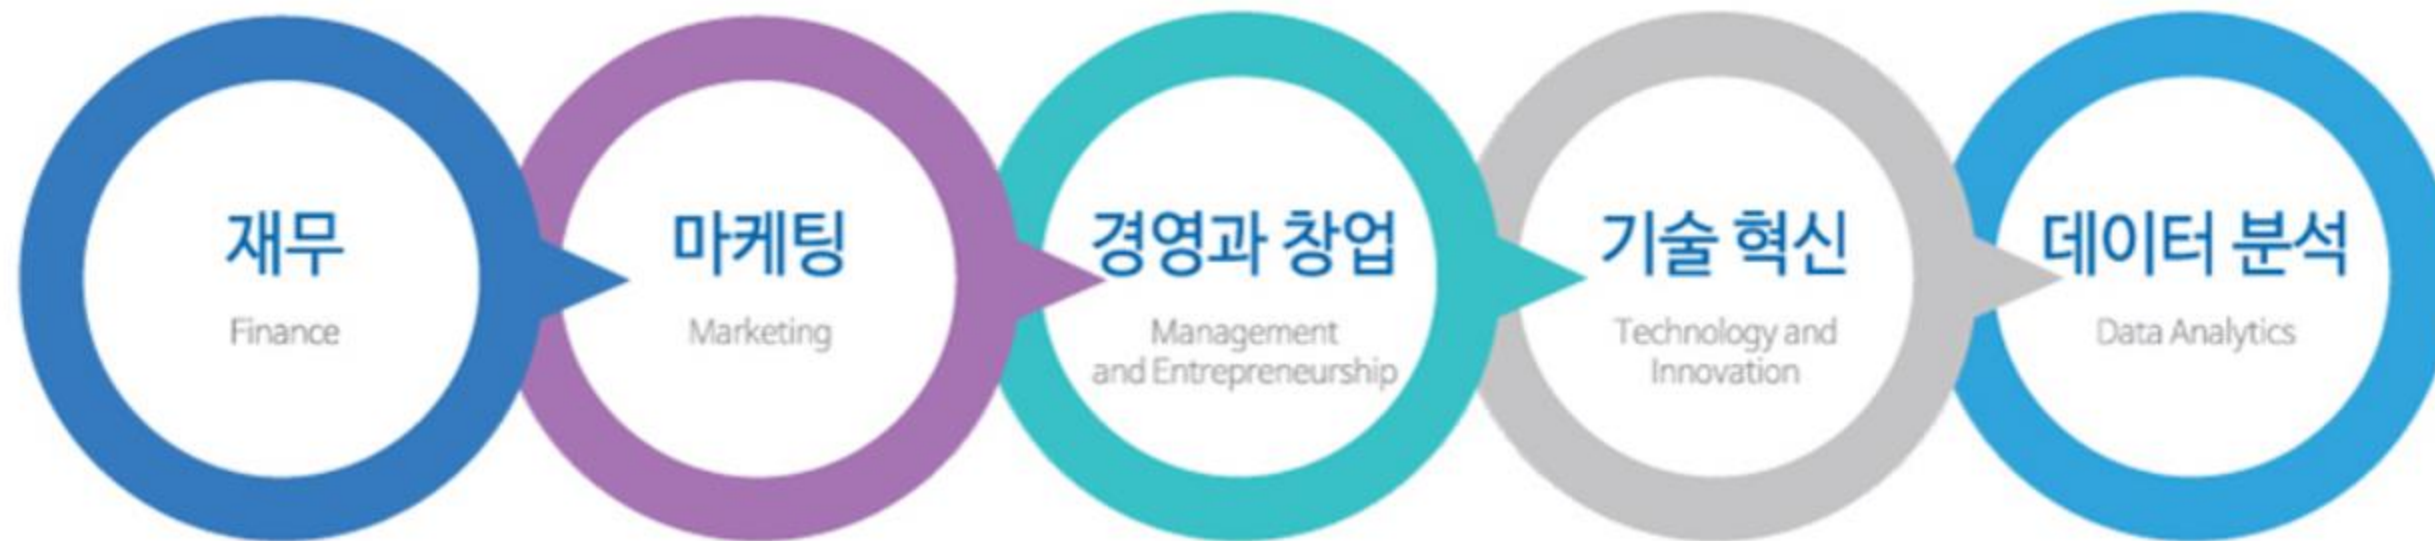 재무
Finance
마케팅
Marketing
경영과 창업
Management
and Entrepreneurship
기술 혁신
Technology and
Innovation
데이터 분석
Data Analytics